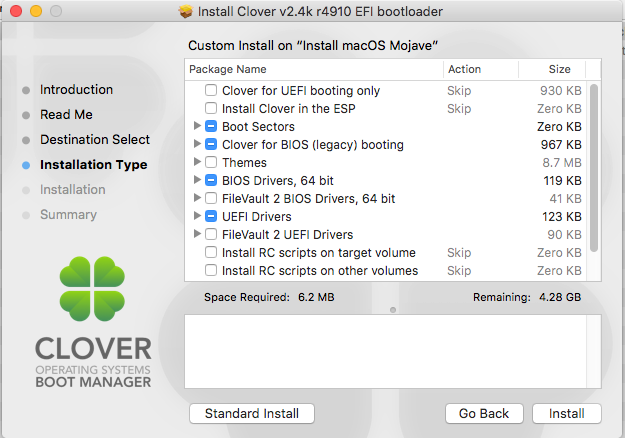 Install Clover v2.4k r4910 EFI bootloader
Custom Install on “Install macOS Mojave”
Introduction
Read Me
Destination Select
Installation Type
Installation
Summary
Package Name Action Size
Clover for UEFI booting only Skip 930 KB
Install Clover in the ESP Skip Zero KB
Boot Sectors Zero KB
Clover for BIOS (legacy) booting 967 KB
Themes 8.7 MB
BIOS Drivers, 64 bit 119 KB
FileVault 2 BIOS Drivers, 64 bit 41 KB
UEFI Drivers 123 KB
FileVault 2 UEFI Drivers 90 KB
Install RC scripts on target volume Skip Zero KB
Install RC scripts on other volumes Skip Zero KB
Space Required: 6.2 MB Remaining: 4.28 GB
CLOVER
OPERATING SYSTEMS
BOOT MANAGER
Standard Install Go Back Install